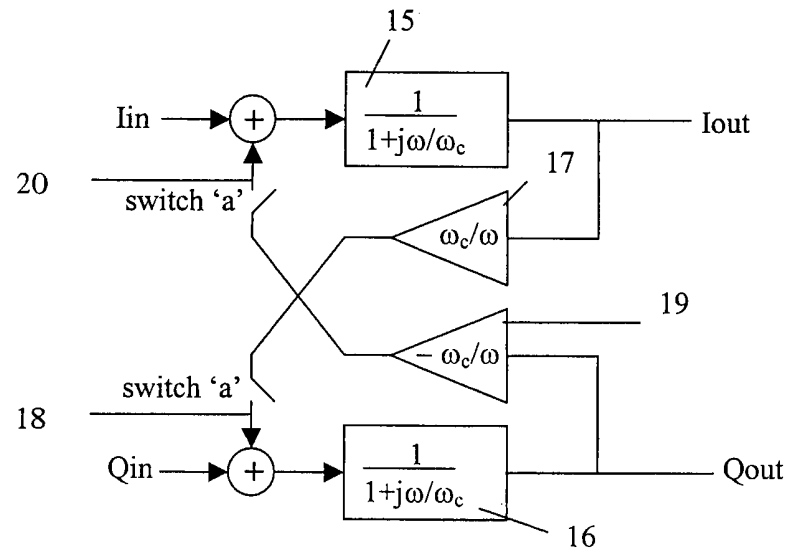 15
Iin
+
1
1+jω/ωc
Iout
20
switch 'a'
17
ωc/ω
19
– ωc/ω
switch 'a'
18
Qin
+
1
1+jω/ωc
Qout
16